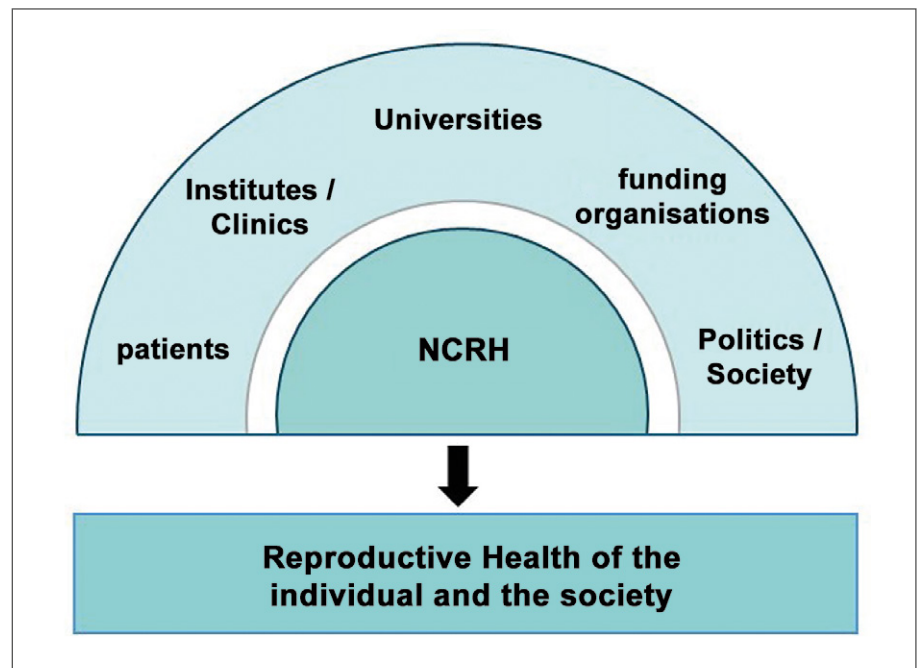 Universities
Institutes /
Clinics
funding
organisations
patients
NCRH
Politics /
Society
Reproductive Health of the
individual and the society